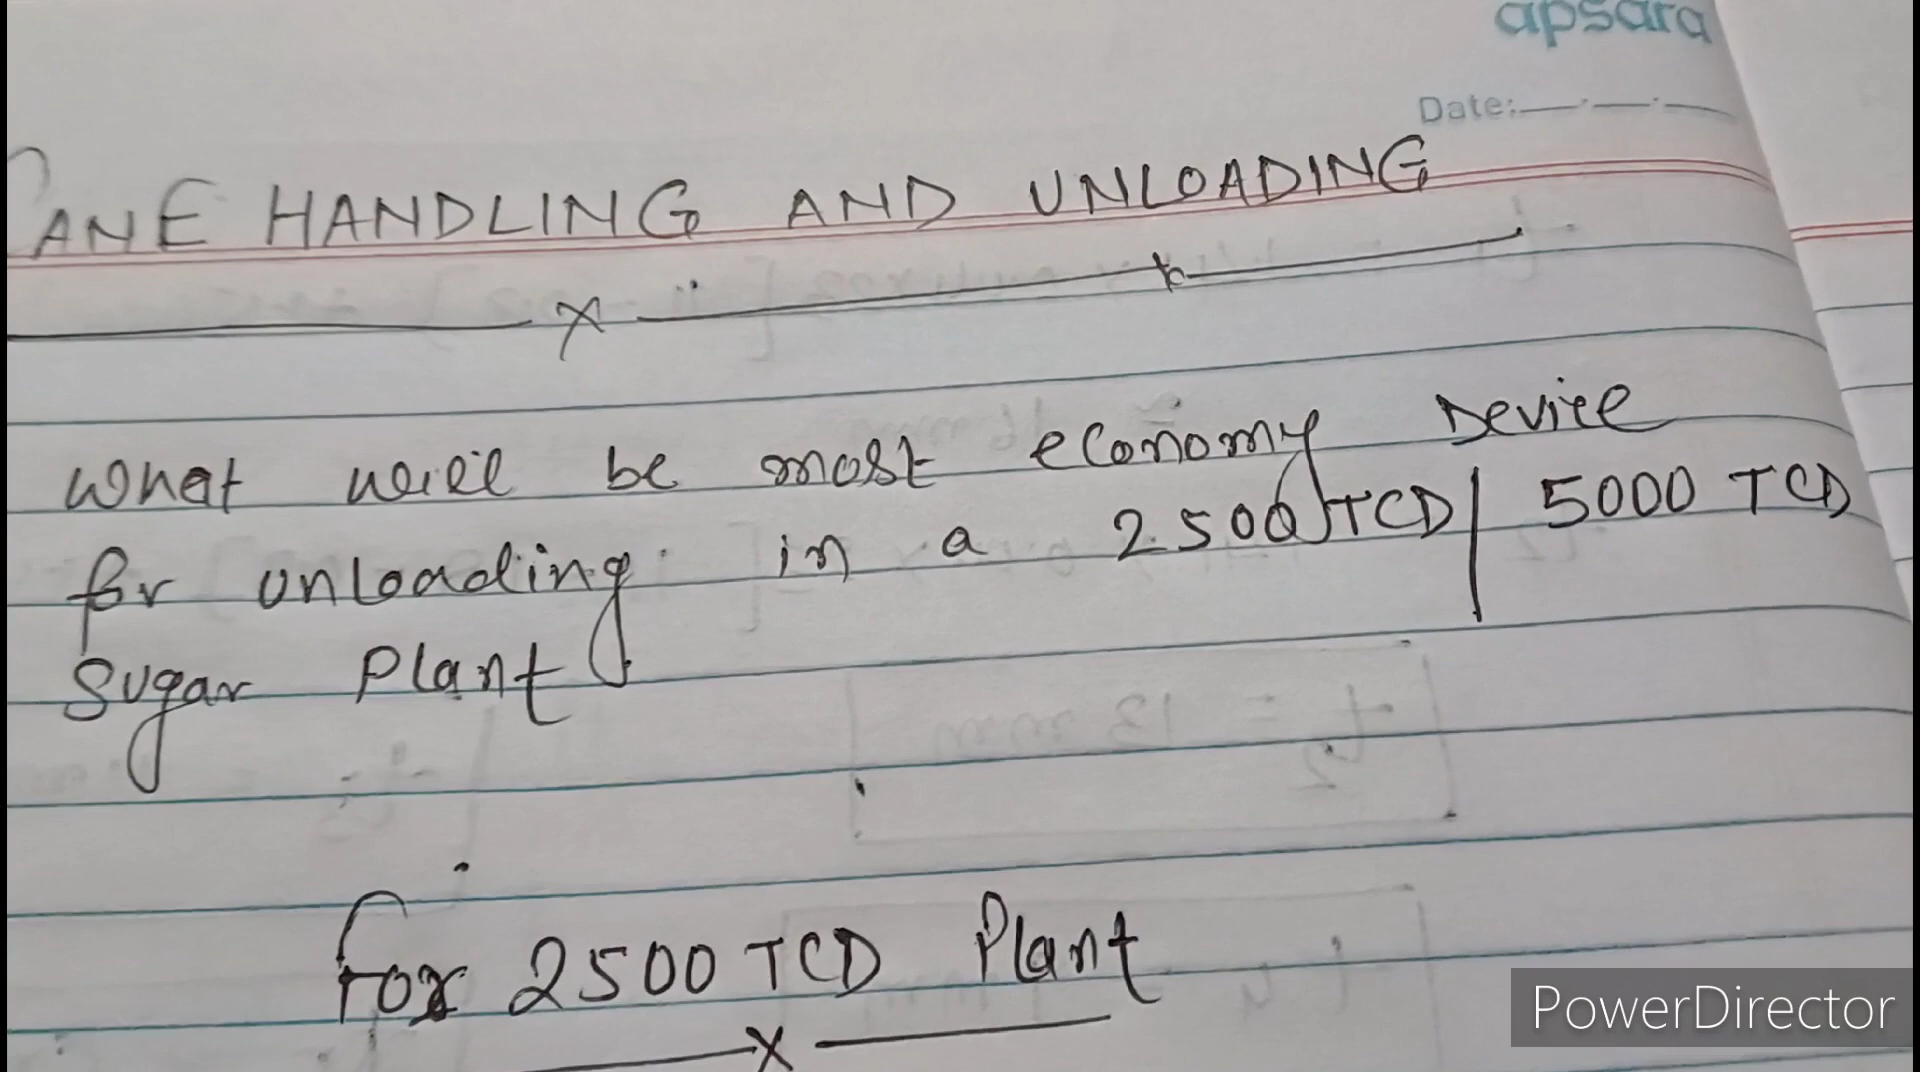 apsara
Date:
CANE HANDLING AND UNLOADING
What will be most economy Device
for unloading in a 2500 TCD | 5000 TCD
Sugar Plant
For 2500 TCD Plant
PowerDirector